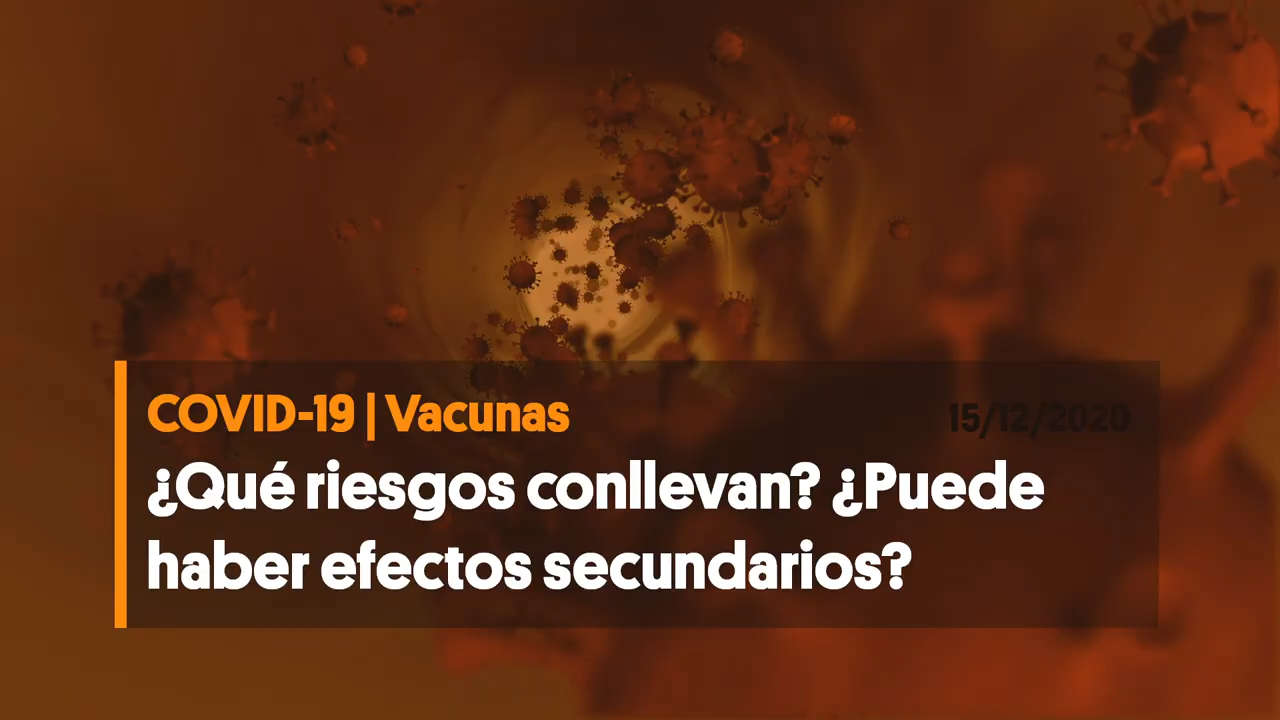 COVID-19 | Vacunas
15/12/2020
¿Qué riesgos conllevan? ¿Puede
haber efectos secundarios?